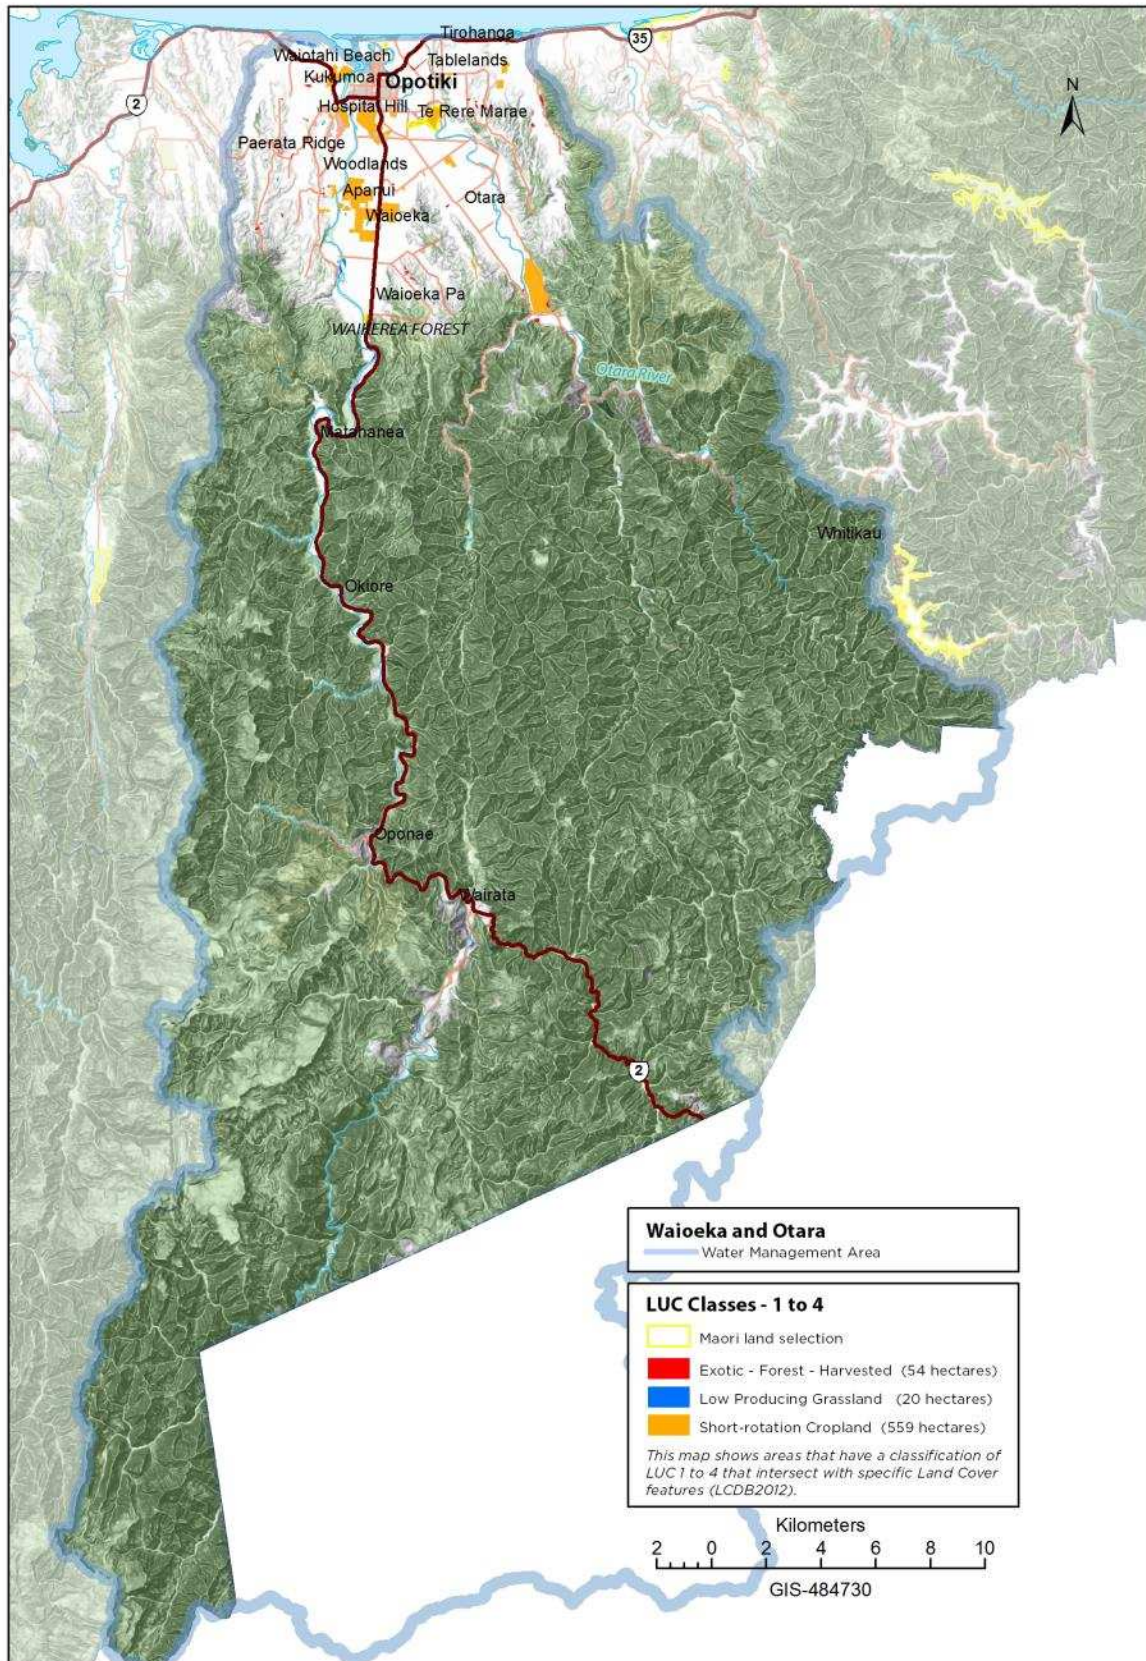 Tirohanga
35
Waiotahi Beach
Tablelands
Kukumoa
Opotiki
N
2
Hospital Hill
Te Rere Marae
Paerata Ridge
Woodlands
Apanui
Otara
Waioeka
Waioeka Pa
WAIKEREA FOREST
Otara River
Matahanea
Whitikau
Okiore
Oponae
Wairata
2
Waioeka and Otara
Water Management Area
LUC Classes - 1 to 4
Maori land selection
Exotic - Forest - Harvested (54 hectares)
Low Producing Grassland (20 hectares)
Short-rotation Cropland (559 hectares)
This map shows areas that have a classification of
LUC 1 to 4 that intersect with specific Land Cover
features (LCDB2012).
Kilometers
2 0 2 4 6 8 10
GIS-484730